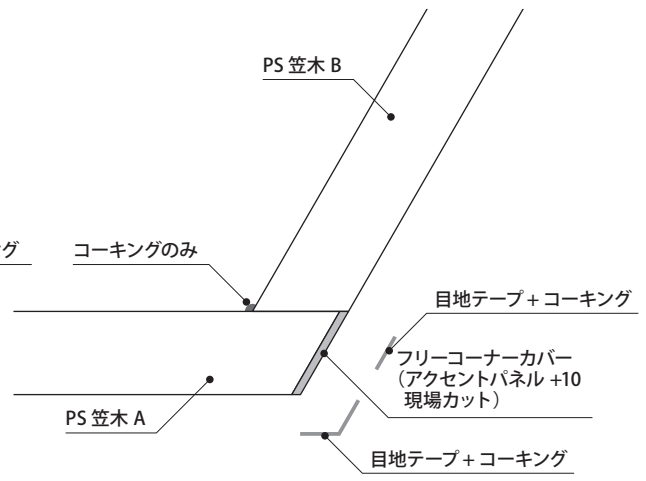 PS 笠木 B
グ
コーキングのみ
目地テープ + コーキング
フリーコーナーカバー
（アクセントパネル +10
現場カット）
PS 笠木 A
目地テープ + コーキング